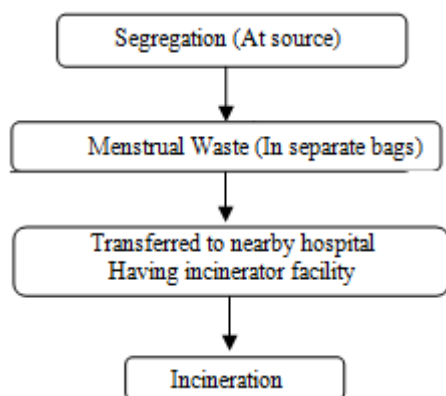 Segregation (At source)
Menstrual Waste (In separate bags)
Transferred to nearby hospital
Having incinerator facility
Incineration